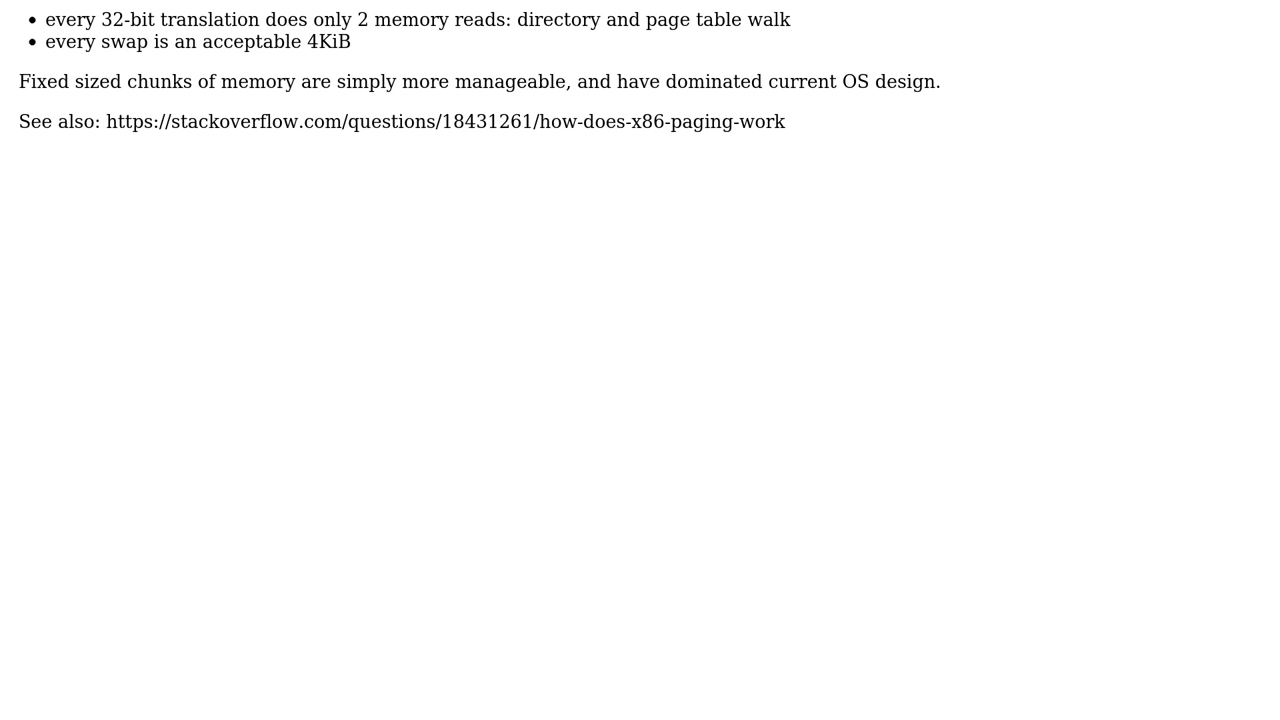 • every 32-bit translation does only 2 memory reads: directory and page table walk
• every swap is an acceptable 4KiB
Fixed sized chunks of memory are simply more manageable, and have dominated current OS design.
See also: https://stackoverflow.com/questions/18431261/how-does-x86-paging-work